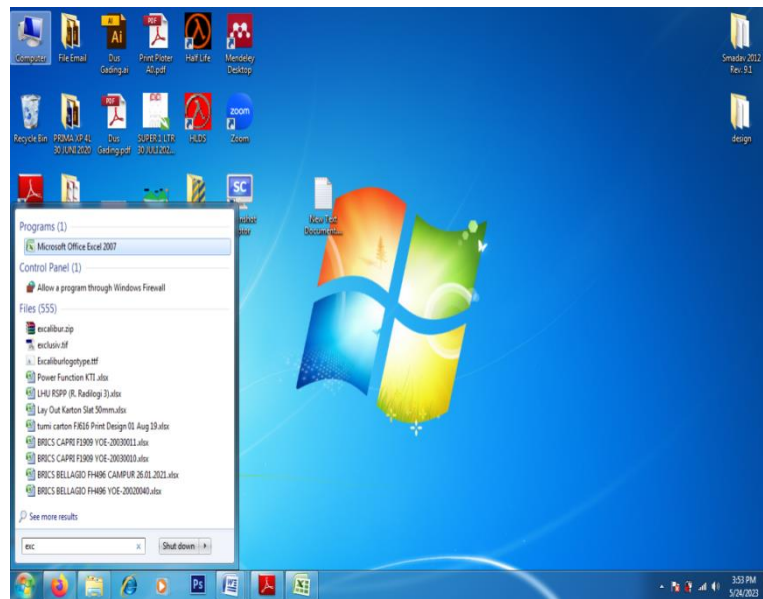 Computer
File Email
Dus
Gading.ai
Print Ploter
A0.pdf
Half Life
Mendeley
Desktop
Smadav 2012
Rev. 9.1
Recycle Bin
PRIMA XP 4L
30 JUNI 2020
Dus
Gading.pdf
SUPER 1 LTR
HLDS
Zoom
design
New Text
Document...
Programs (1)
Microsoft Office Excel 2007
Control Panel (1)
Allow a program through Windows Firewall
Files (555)
excalibur.zip
exclusiv.tif
Excaliburlogotype.ttf
Power Function KTI .xlsx
LHU RSPP (R. Radilogi 3).xlsx
Lay Out Karton Slat 50mm.xlsx
tumi carton FJ616 Print Design 01 Aug 19.xlsx
BRICS CAPRI F1909 YOE-20030011.xlsx
BRICS CAPRI F1909 YOE-20030010.xlsx
BRICS BELLAGIO FH496 CAMPUR 26.01.2021.xlsx
BRICS BELLAGIO FH496 YOE-20020040.xlsx
See more results
exc
Shut down
3:53 PM
5/24/2023